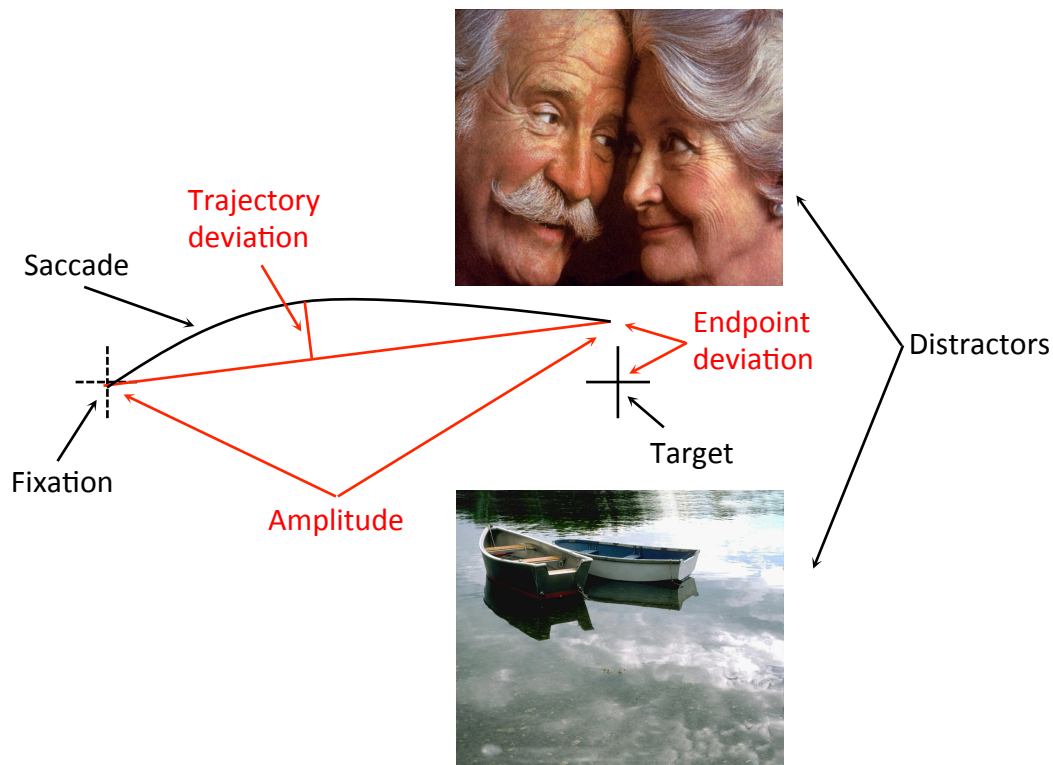 Trajectory
deviation
Saccade
Endpoint
deviation
Distractors
Target
Fixation
Amplitude